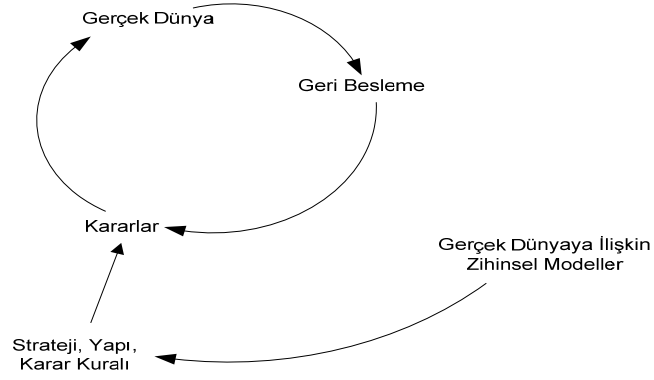 Gerçek Dünya
Geri Besleme
Kararlar
Gerçek Dünyaya İlişkin
Zihinsel Modeller
Strateji, Yapı,
Karar Kuralı